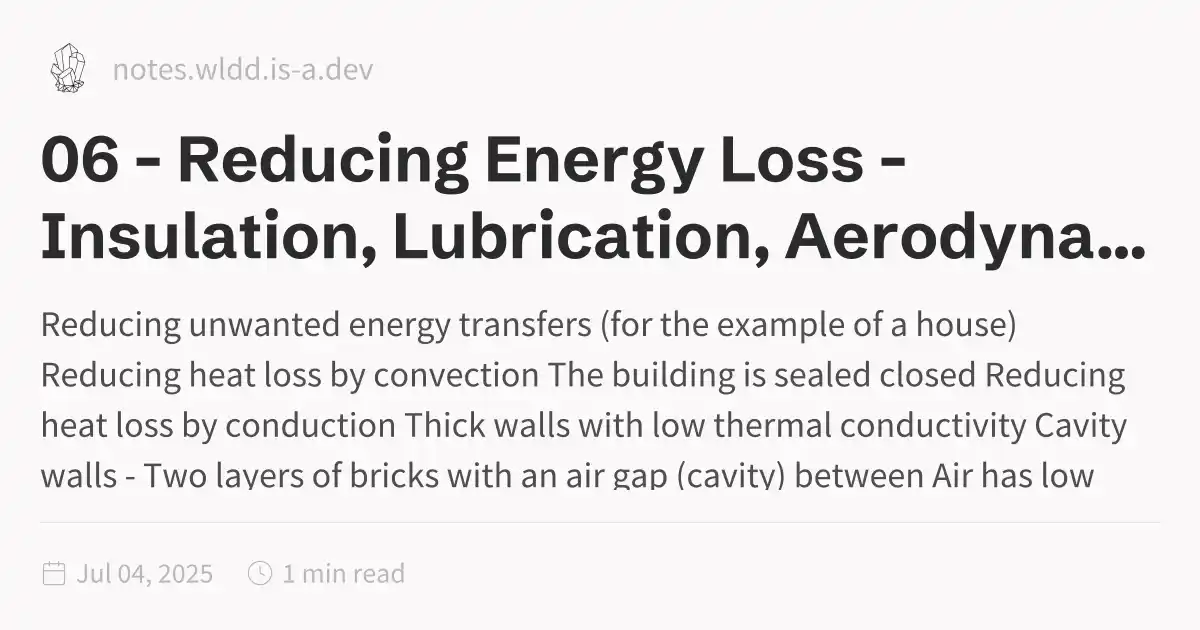 notes.wldd.is-a.dev
06 - Reducing Energy Loss -
Insulation, Lubrication, Aerodyna...
Reducing unwanted energy transfers (for the example of a house)
Reducing heat loss by convection The building is sealed closed Reducing
heat loss by conduction Thick walls with low thermal conductivity Cavity
walls - Two layers of bricks with an air gap (cavity) between Air has low
Jul 04, 2025
1 min read